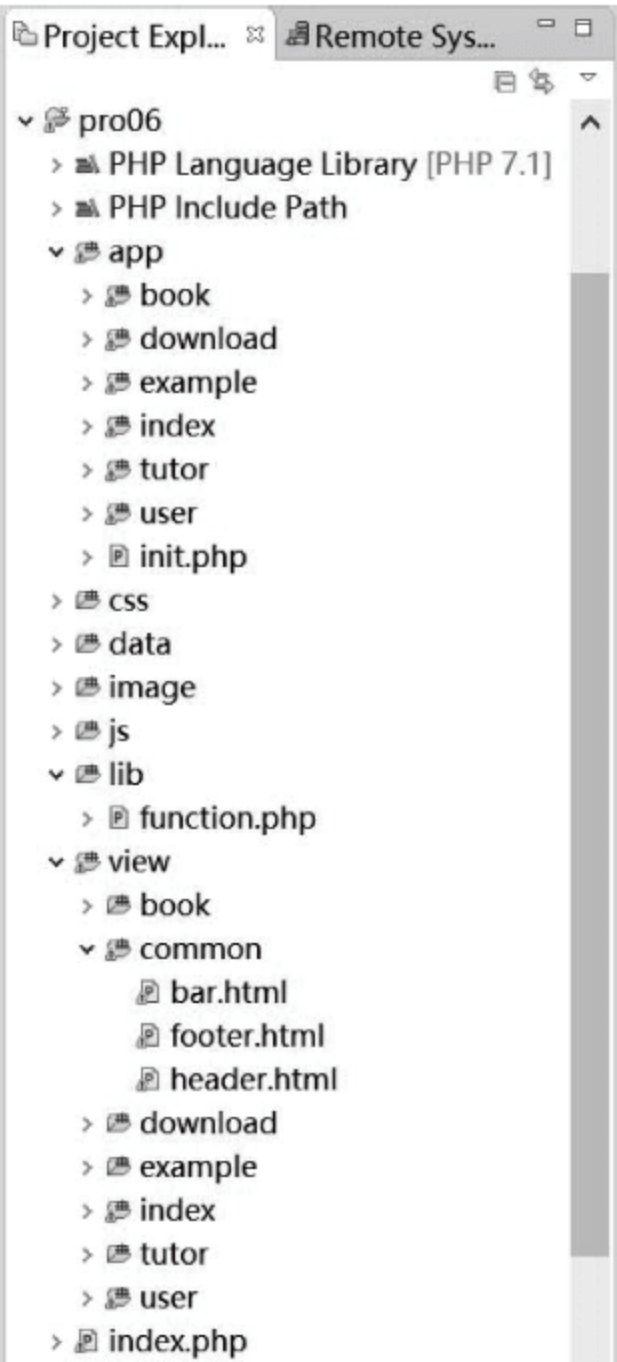 Project Expl... Remote Sys...
pro06
PHP Language Library [PHP 7.1]
PHP Include Path
app
book
download
example
index
tutor
user
init.php
css
data
image
js
lib
function.php
view
book
common
bar.html
footer.html
header.html
download
example
index
tutor
user
index.php